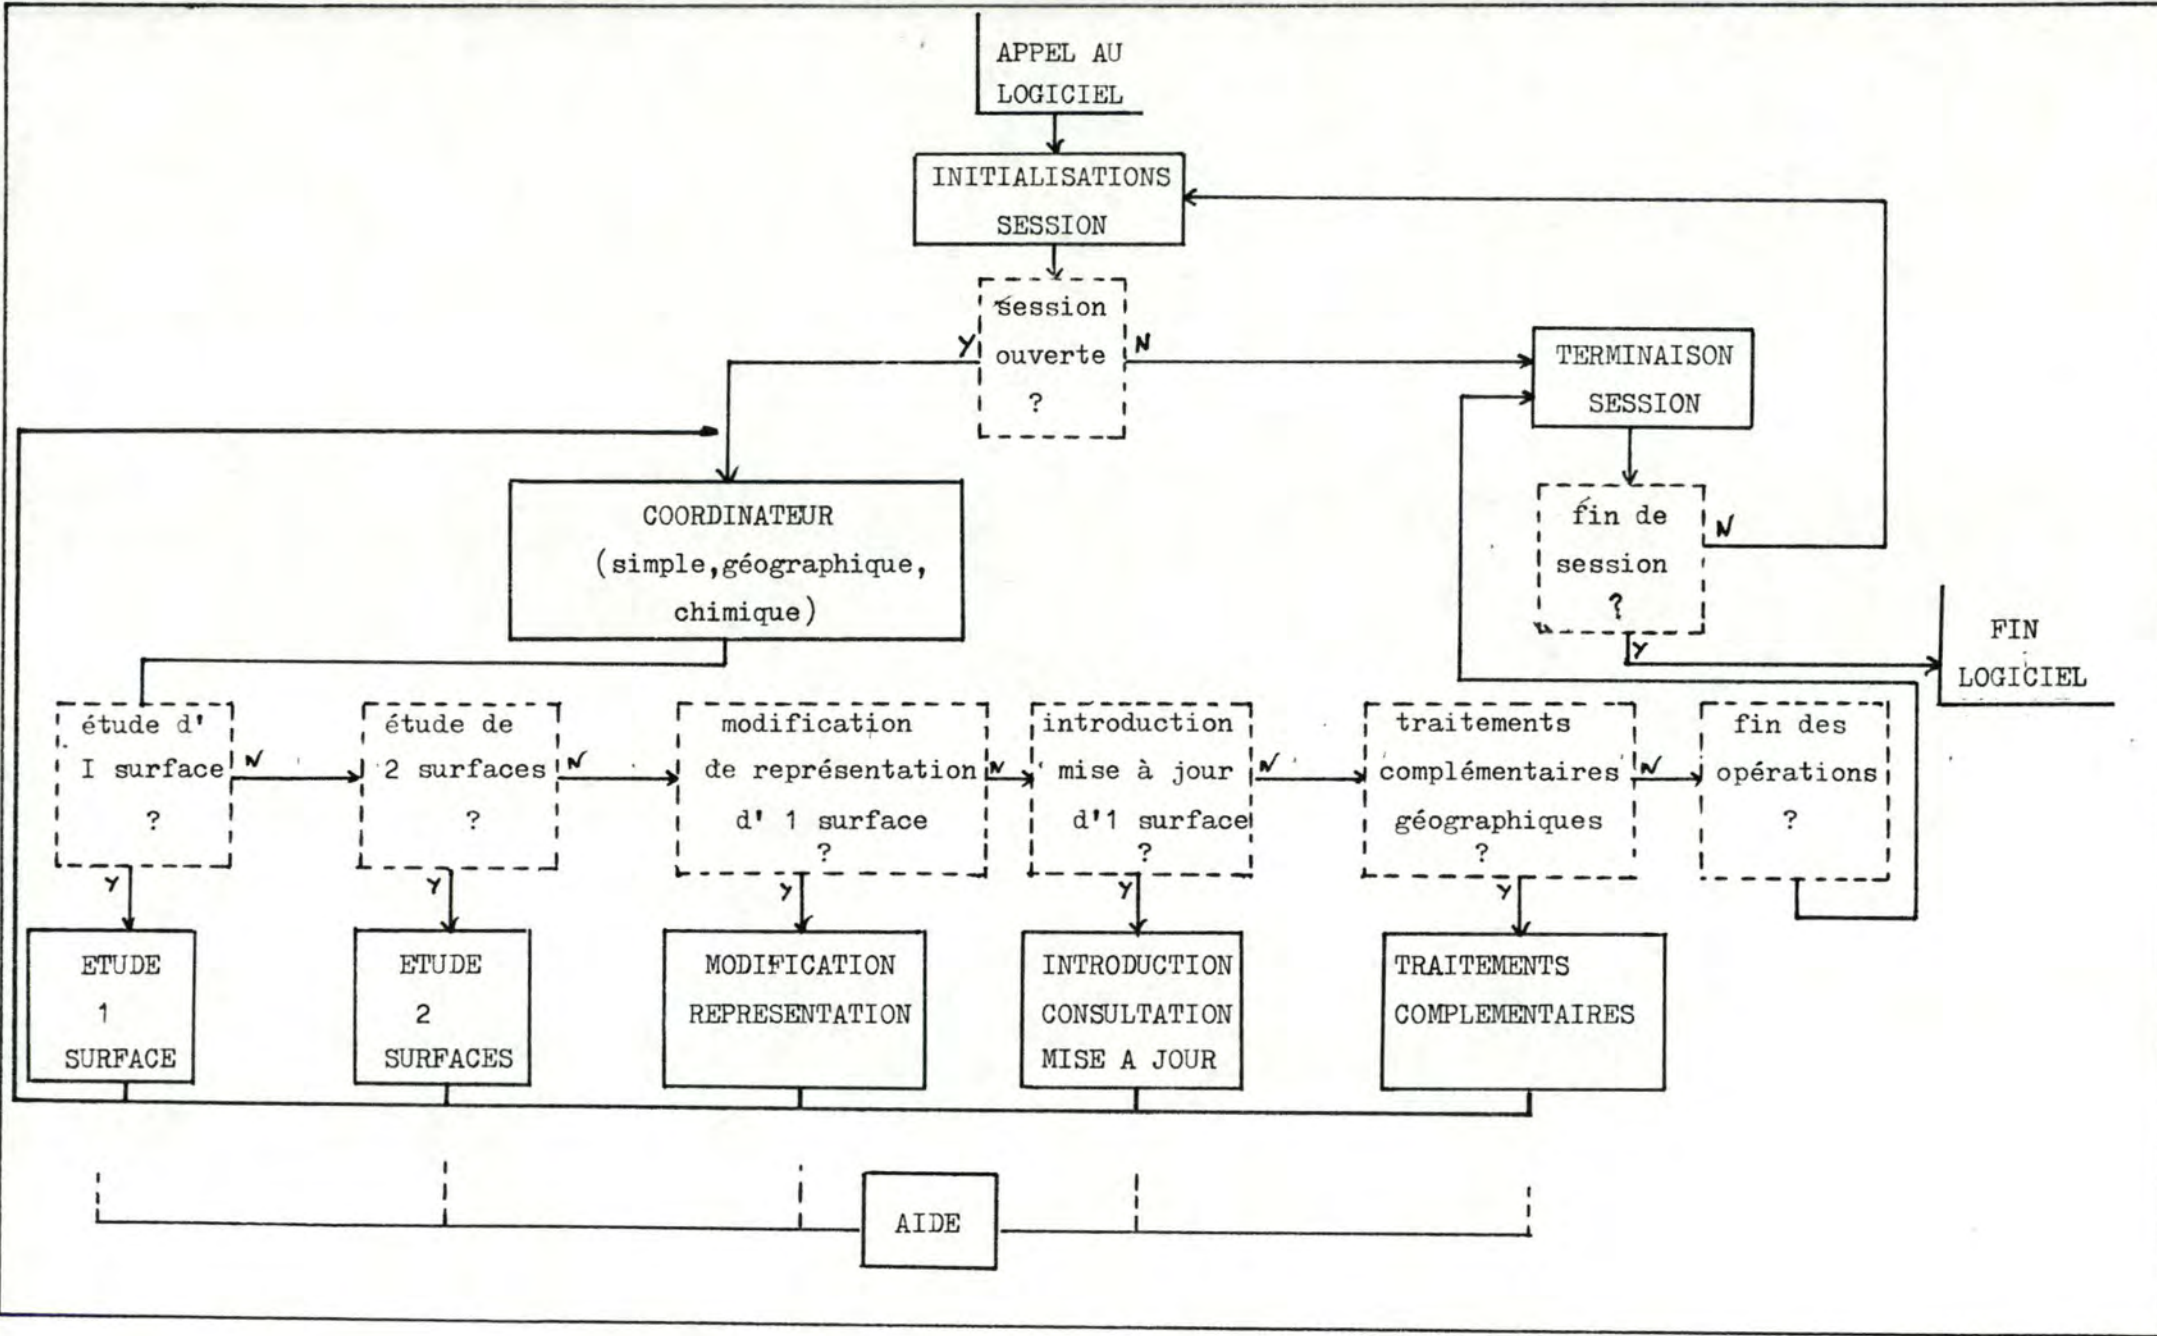 APPEL AU
LOGICIEL
INITIALISATIONS
SESSION
session
ouverte
?
Y
N
TERMINAISON
SESSION
COORDINATEUR
(simple,géographique,
chimique)
fin de
session
?
N
Y
FIN
LOGICIEL
étude d'
I surface
?
N
Y
étude de
2 surfaces
?
N
Y
modification
de représentation
d' 1 surface
?
N
Y
introduction
mise à jour
d'1 surface
?
N
Y
traitements
complémentaires
géographiques
?
N
Y
fin des
opérations
?
ETUDE
1
SURFACE
ETUDE
2
SURFACES
MODIFICATION
REPRESENTATION
INTRODUCTION
CONSULTATION
MISE A JOUR
TRAITEMENTS
COMPLEMENTAIRES
AIDE